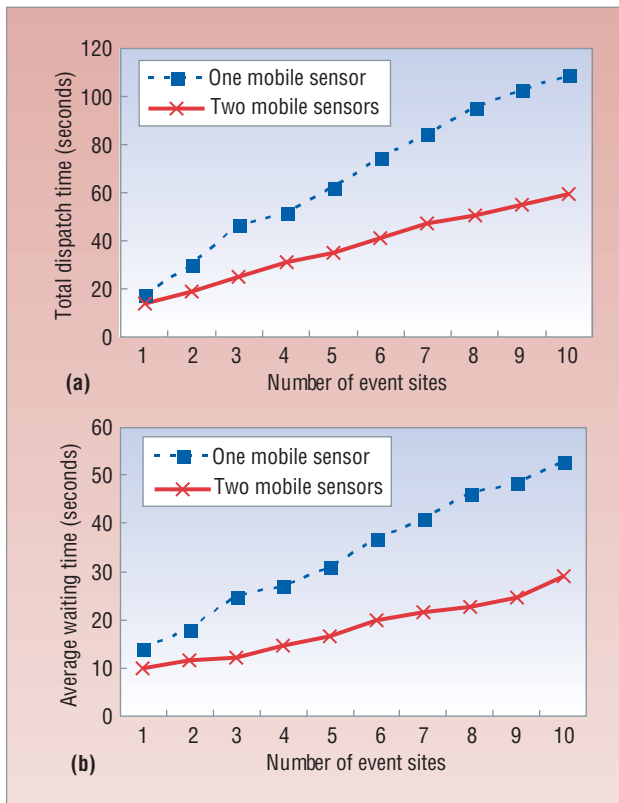 120
100
80
60
40
20
0
Total dispatch time (seconds)
One mobile sensor
Two mobile sensors
1 2 3 4 5 6 7 8 9 10
Number of event sites
(a)
60
50
40
30
20
10
0
Average waiting time (seconds)
One mobile sensor
Two mobile sensors
1 2 3 4 5 6 7 8 9 10
Number of event sites
(b)